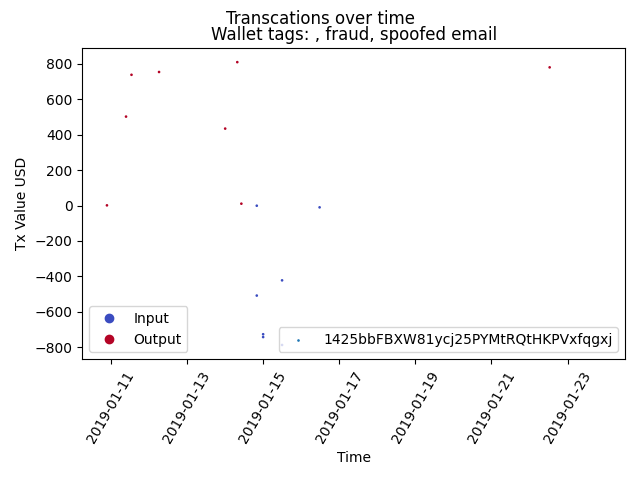 Transcations over time
Wallet tags: , fraud, spoofed email
800
600
400
200
0
−200
−400
−600
−800
Tx Value USD
Input
Output
1425bbFBXW81ycj25PYMtRQtHKPVxfqgxj
2019-01-11
2019-01-13
2019-01-15
2019-01-17
2019-01-19
2019-01-21
2019-01-23
Time